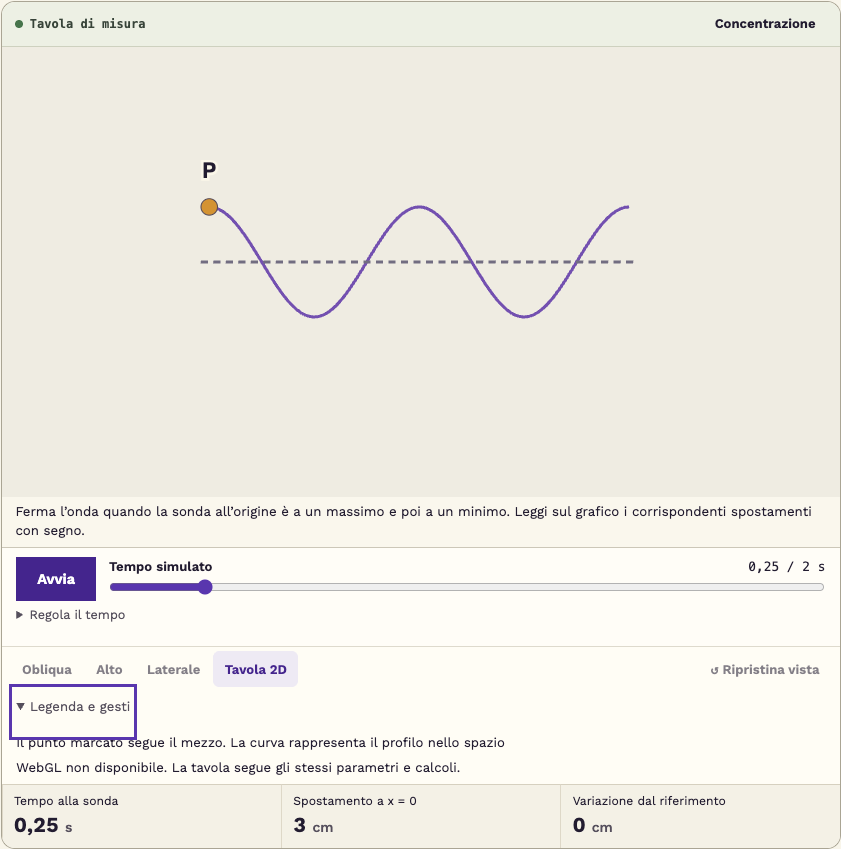 Tavola di misura
Concentrazione
P
Ferma l’onda quando la sonda all’origine è a un massimo e poi a un minimo. Leggi sul grafico i corrispondenti spostamenti
con segno.
Avvia
Tempo simulato
0,25 / 2 s
▶ Regola il tempo
Obliqua
Alto
Laterale
Tavola 2D
↺ Ripristina vista
▼ Legenda e gesti
Il punto marcato segue il mezzo. La curva rappresenta il profilo nello spazio
WebGL non disponibile. La tavola segue gli stessi parametri e calcoli.
Tempo alla sonda
0,25 s
Spostamento a x = 0
3 cm
Variazione dal riferimento
0 cm